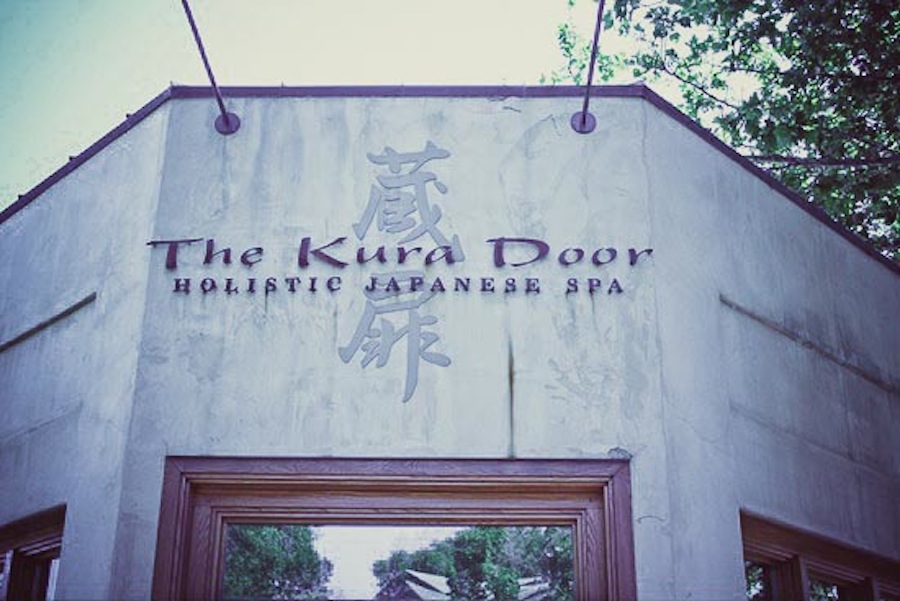 蔵扉
The Kura Door
HOLISTIC JAPANESE SPA